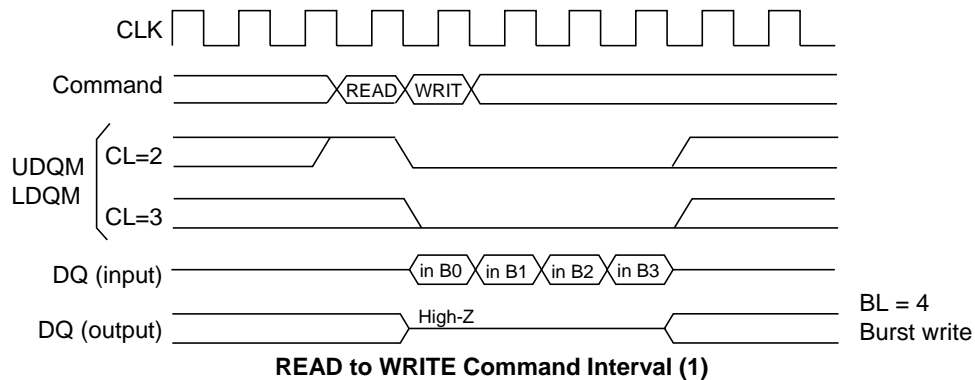 CLK
Command
READ WRIT
UDQM
LDQM
CL=2
CL=3
DQ (input)
in B0 in B1 in B2 in B3
DQ (output)
High-Z
BL = 4
Burst write
READ to WRITE Command Interval (1)